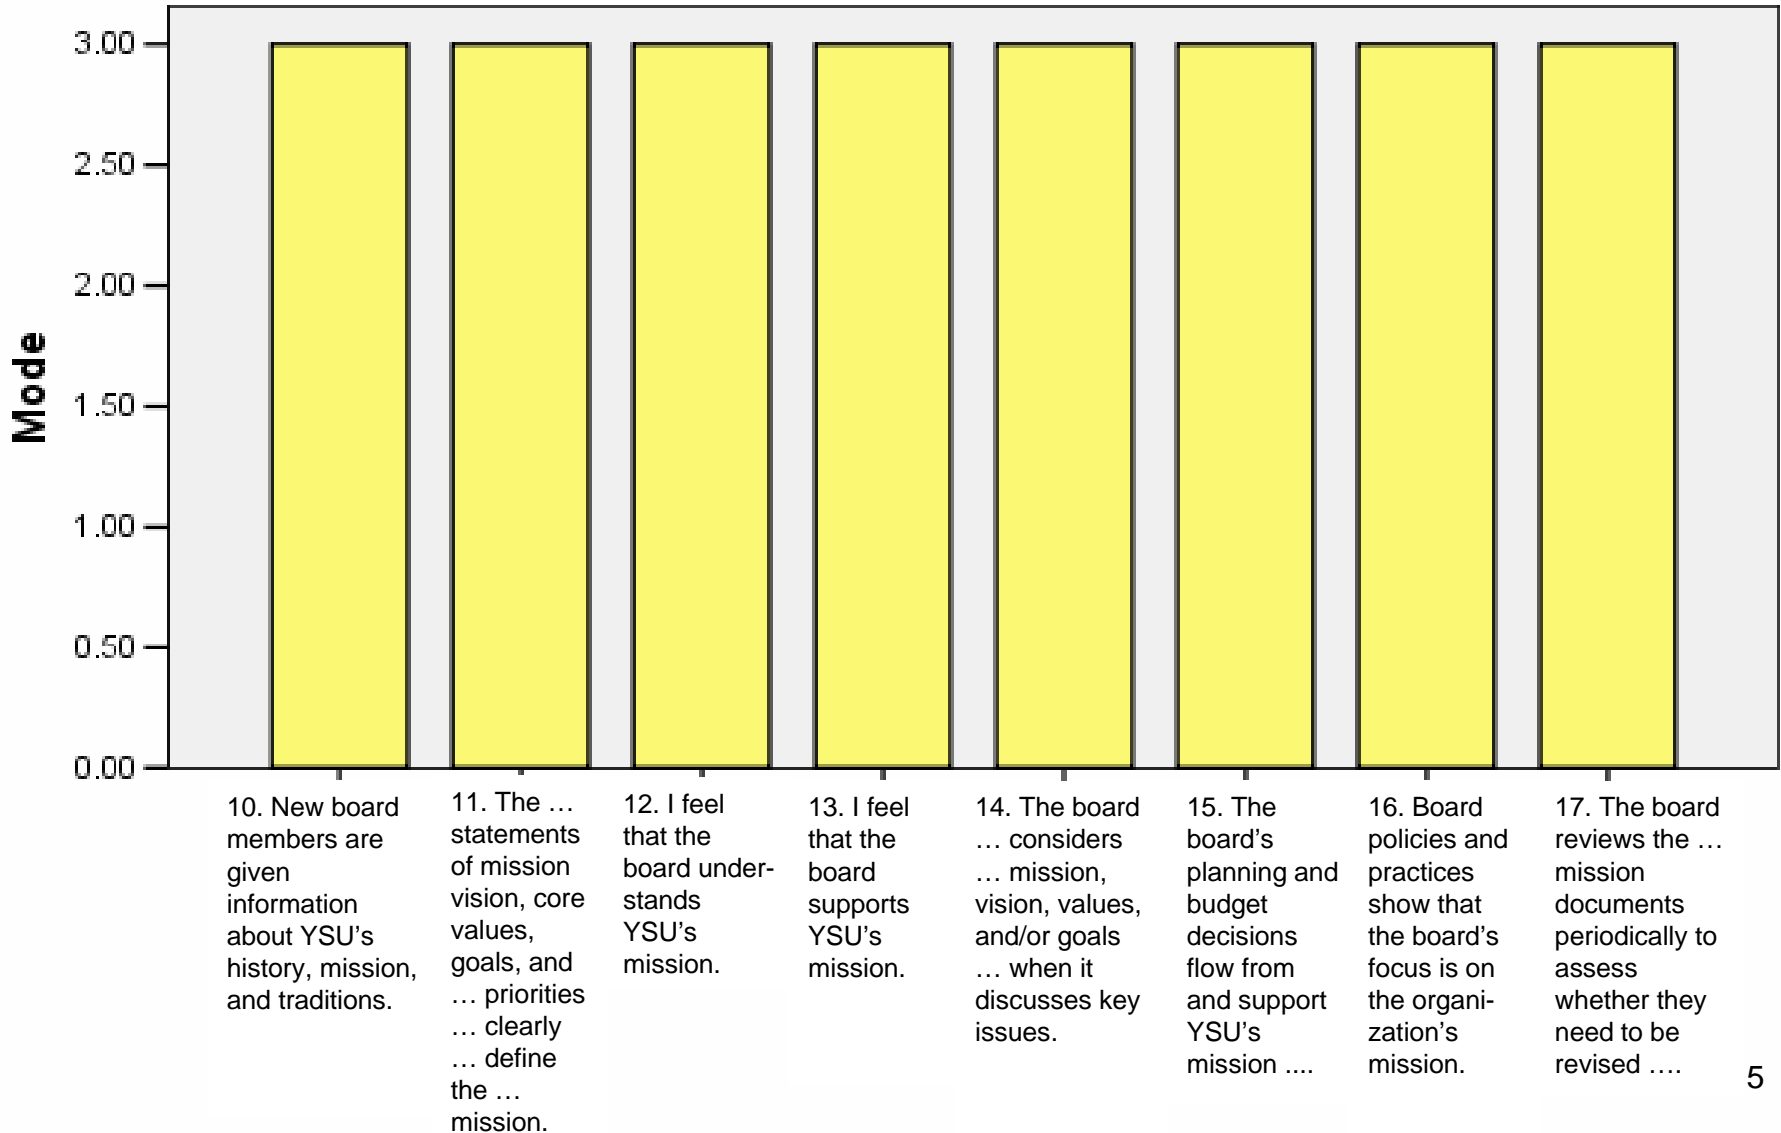 Mode
3.00
2.50
2.00
1.50
1.00
0.50
0.00
10. New board
members are
given
information
about YSU's
history, mission,
and traditions.
11. The …
statements
of mission
vision, core
values,
goals, and
… priorities
… clearly
… define
the …
mission.
12. I feel
that the
board under-
stands
YSU's
mission.
13. I feel
that the
board
supports
YSU's
mission.
14. The board
… considers
… mission,
vision, values,
and/or goals
… when it
discusses key
issues.
15. The
board's
planning and
budget
decisions
flow from
and support
YSU's
mission ....
16. Board
policies and
practices
show that
the board's
focus is on
the organi-
zation's
mission.
17. The board
reviews the …
mission
documents
periodically to
assess
whether they
need to be
revised ….
5